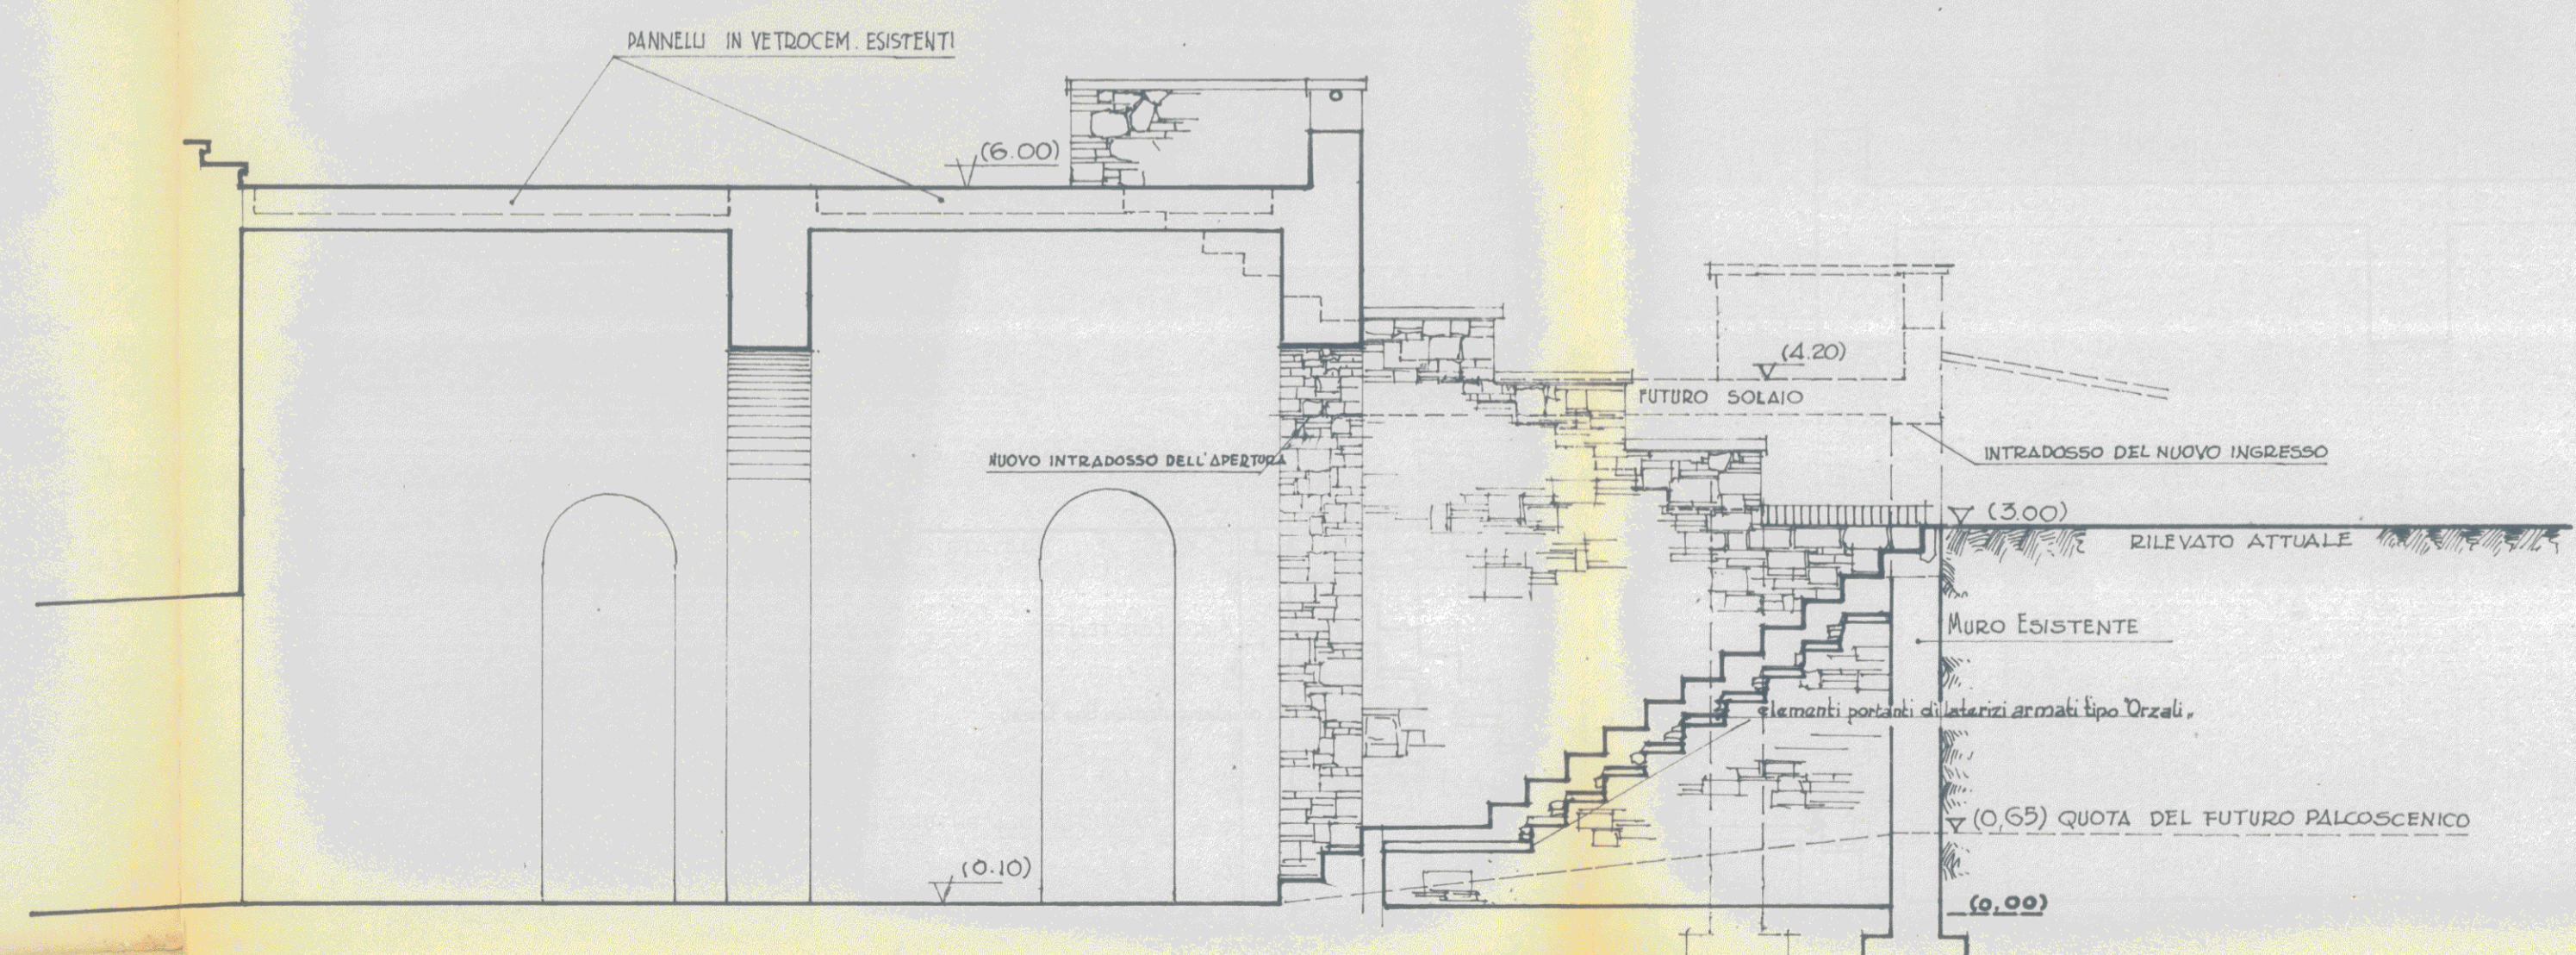 PANNELLI IN VETROCEM. ESISTENTI
(6.00)
(4.20)
FUTURO SOLAIO
NUOVO INTRADOSSO DELL'APERTURA
INTRADOSSO DEL NUOVO INGRESSO
(3.00)
RILEVATO ATTUALE
MURO ESISTENTE
elementi portanti di laterizi armati tipo "Orzali"
(0,65) QUOTA DEL FUTURO PALCOSCENICO
(0.10)
(0,00)